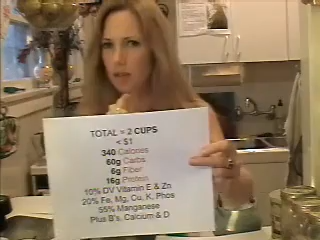 TOTAL = 2 CUPS
< $1
340 Calories
60g Carbs
6g Fiber
16g Protein
10% DV Vitamin E & Zn
20% Fe, Mg, Cu, K, Phos
55% Manganese
Plus B's, Calcium & D